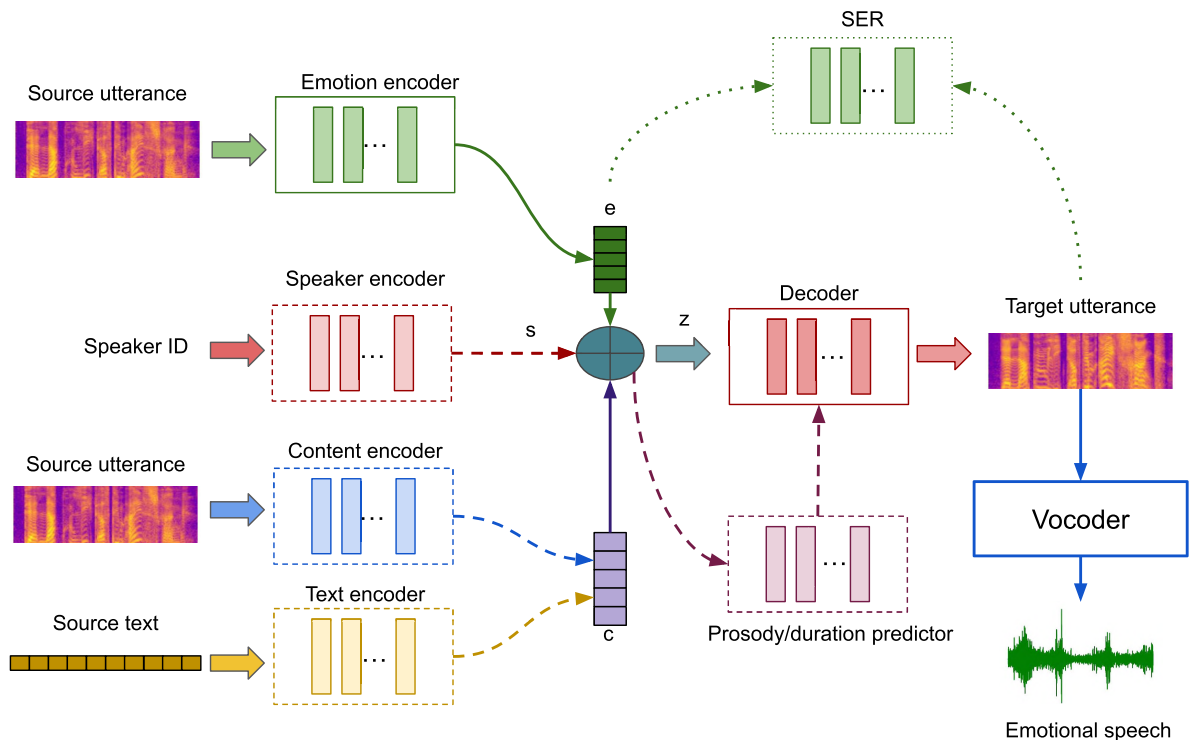 SER
Emotion encoder
Source utterance
...
...
e
Speaker encoder
Speaker ID
...
s
z
Decoder
...
Target utterance
Content encoder
Source utterance
...
Vocoder
Text encoder
Source text
...
c
...
Prosody/duration predictor
Emotional speech